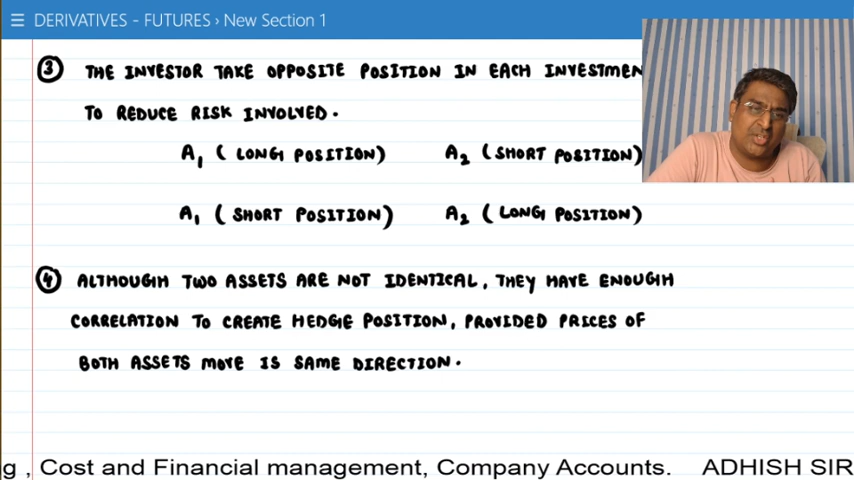 DERIVATIVES - FUTURES › New Section 1
③ THE INVESTOR TAKE OPPOSITE POSITION IN EACH
TO REDUCE RISK INVOLVED.
A₁ (LONG POSITION) A₂ (SHORT POSITION)
A₁ (SHORT POSITION) A₂ (LONG POSITION)
④ ALTHOUGH TWO ASSETS ARE NOT IDENTICAL, THEY HAVE ENOUGH
CORRELATION TO CREATE HEDGE POSITION, PROVIDED PRICES OF
BOTH ASSETS MOVE IS SAME DIRECTION.
g , Cost and Financial management, Company Accounts. ADHISH SIR